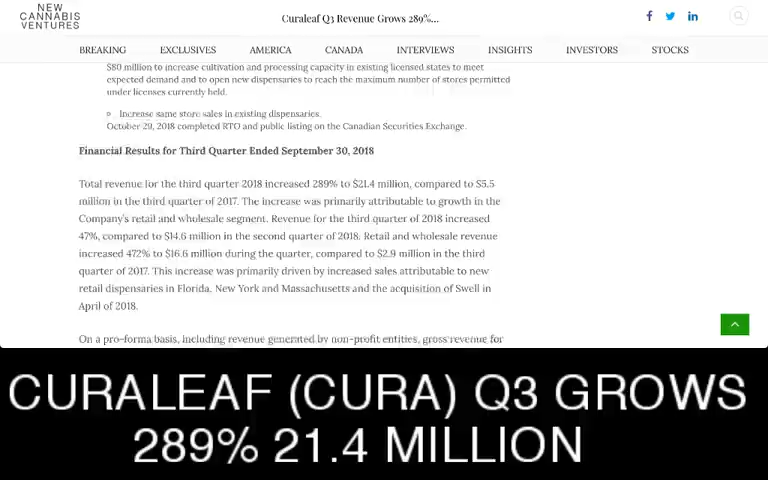 NEW
CANNABIS
VENTURES
Curaleaf Q3 Revenue Grows 289%...
BREAKING EXCLUSIVES AMERICA CANADA INTERVIEWS INSIGHTS INVESTORS STOCKS
$80 million to increase cultivation and processing capacity in existing licensed states to meet
expected demand and to open new dispensaries to reach the maximum number of stores permitted
under licenses currently held.
Increase same store sales in existing dispensaries.
October 29, 2018 completed RTO and public listing on the Canadian Securities Exchange.
Financial Results for Third Quarter Ended September 30, 2018
Total revenue for the third quarter 2018 increased 289% to $21.4 million, compared to $5.5
million in the third quarter of 2017. The increase was primarily attributable to growth in the
Company's retail and wholesale segment. Revenue for the third quarter of 2018 increased
47%, compared to $14.6 million in the second quarter of 2018. Retail and wholesale revenue
increased 472% to $16.6 million during the quarter, compared to $2.9 million in the third
quarter of 2017. This increase was primarily driven by increased sales attributable to new
retail dispensaries in Florida, New York and Massachusetts and the acquisition of Swell in
April of 2018.
On a pro-forma basis, including revenue generated by non-profit entities, gross revenue for
CURALEAF (CURA) Q3 GROWS
289% 21.4 MILLION